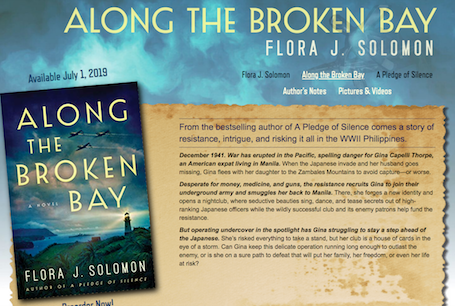 ALONG THE BROKEN BAY
FLORA J. SOLOMON
Available July 1, 2019
Flora J. Solomon Along the Broken Bay A Pledge of Silence
Author's Notes Pictures & Videos
ALONG
THE
BROKEN
BAY
A NOVEL
FLORA J. SOLOMON
AUTHOR OF A PLEDGE OF SILENCE
From the bestselling author of A Pledge of Silence comes a story of
resistance, intrigue, and risking it all in the WWII Philippines.
December 1941. War has erupted in the Pacific, spelling danger for Gina Capelli Thorpe,
an American expat living in Manila. When the Japanese invade and her husband goes
missing, Gina flees with her daughter to the Zambales Mountains to avoid capture—or worse.
Desperate for money, medicine, and guns, the resistance recruits Gina to join their
underground army and smuggles her back to Manila. There, she forges a new identity and
opens a nightclub, where seductive beauties sing, dance, and tease secrets out of high-
ranking Japanese officers while the wildly successful club and its enemy patrons help fund the
resistance.
But operating undercover in the spotlight has Gina struggling to stay a step ahead of the
Japanese. She's risked everything to take a stand, but her club is a house of cards in the
eye of a storm. Can Gina keep this delicate operation running long enough to outlast the
enemy, or is she on a sure path to defeat that will put her family, her freedom, or even her life
at risk?
Preorder Now!